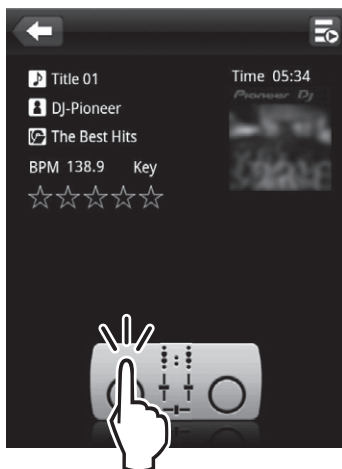 Title 01
Time 05:34
DJ-Pioneer
Pioneer Dj
The Best Hits
BPM 138.9 Key